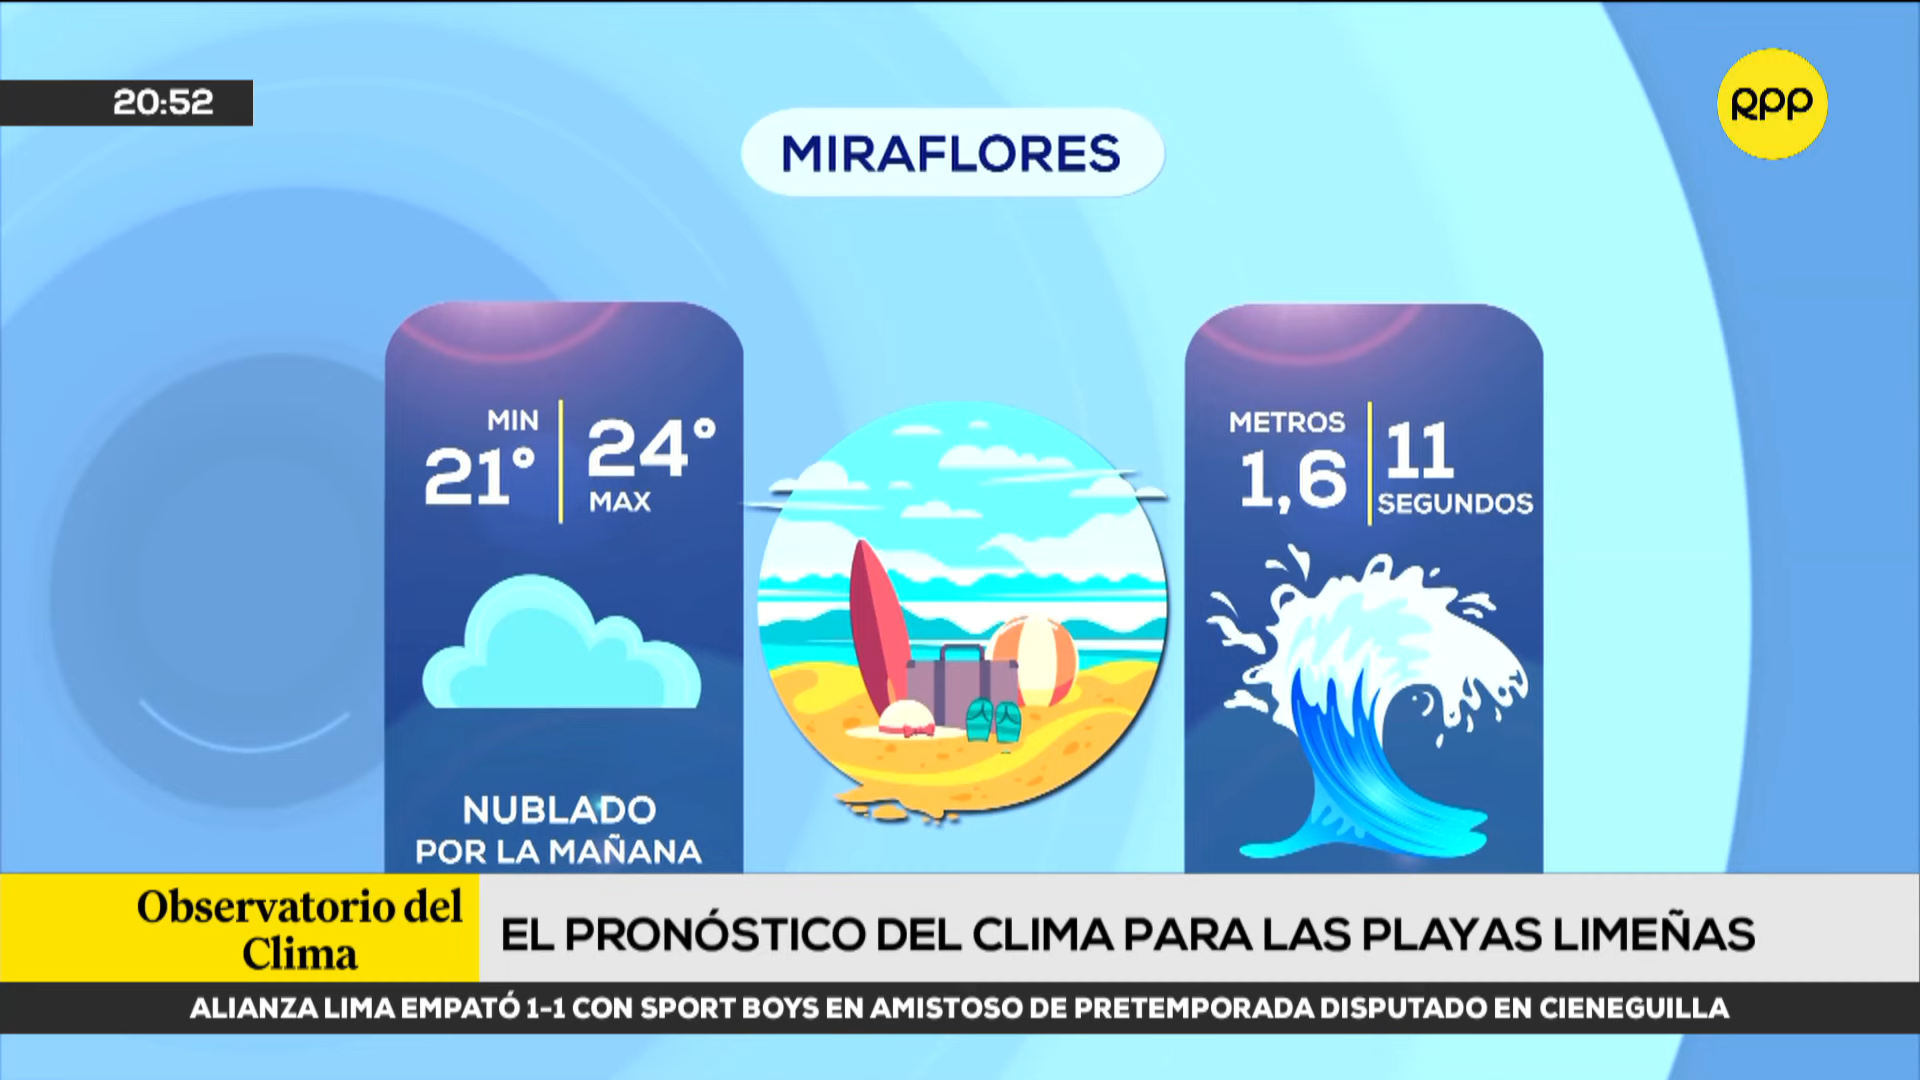 20:52
RPP
MIRAFLORES
MIN
21°
24°
MAX
METROS
1,6
11
SEGUNDOS
NUBLADO
POR LA MAÑANA
Observatorio del
Clima
EL PRONÓSTICO DEL CLIMA PARA LAS PLAYAS LIMEÑAS
ALIANZA LIMA EMPATÓ 1-1 CON SPORT BOYS EN AMISTOSO DE PRETEMPORADA DISPUTADO EN CIENEGUILLA